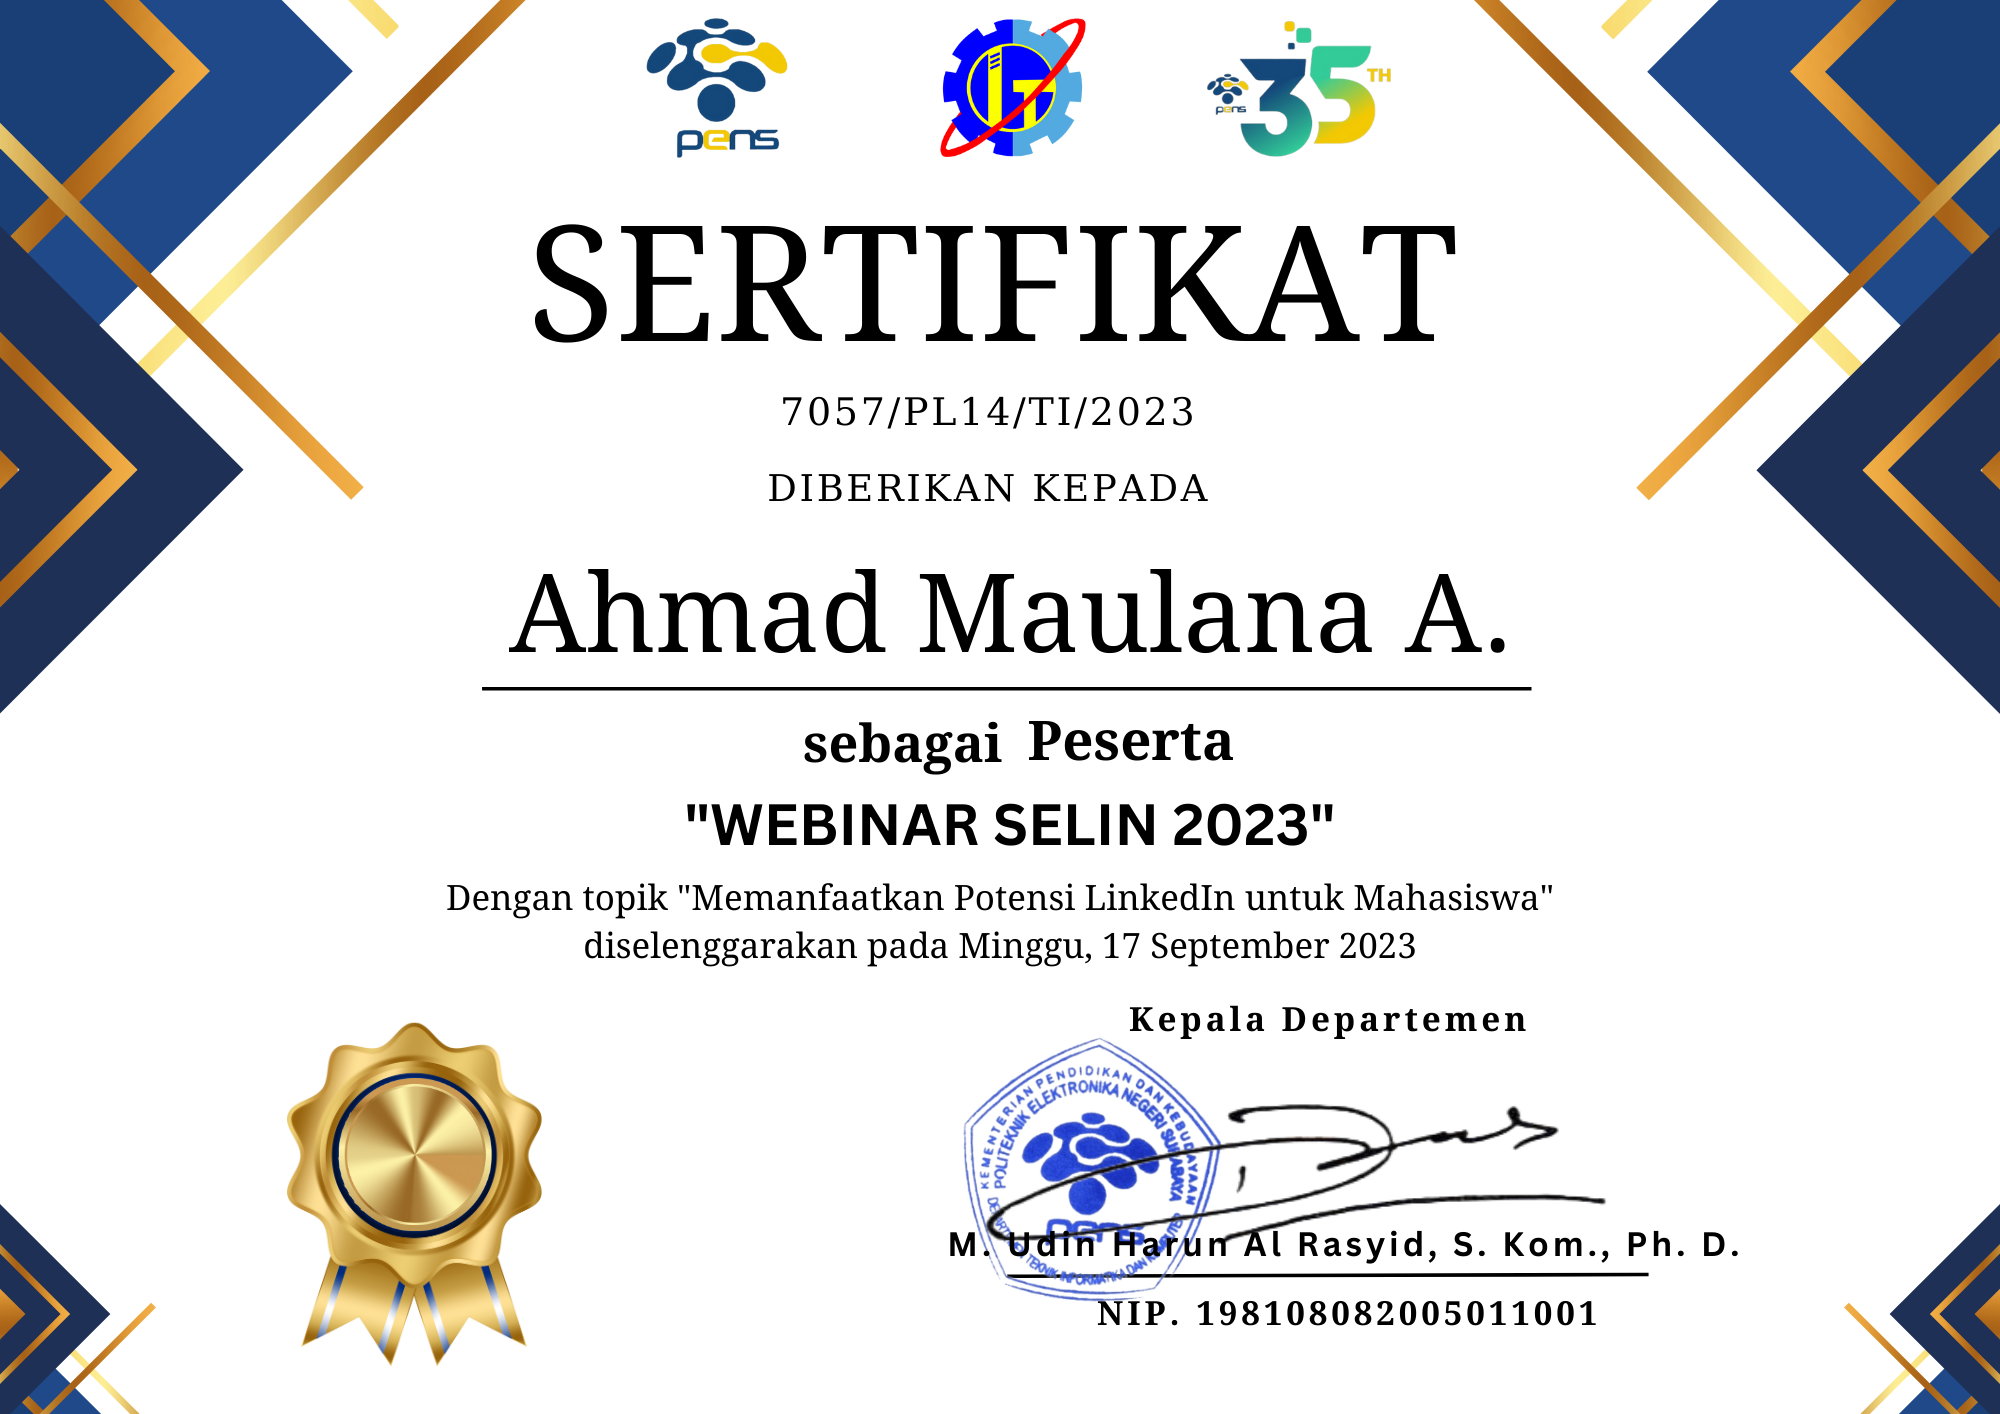 pens
IT
pens
35TH
SERTIFIKAT
7057/PL14/TI/2023
DIBERIKAN KEPADA
Ahmad Maulana A.
sebagai Peserta
"WEBINAR SELIN 2023"
Dengan topik "Memanfaatkan Potensi LinkedIn untuk Mahasiswa"
diselenggarakan pada Minggu, 17 September 2023
Kepala Departemen
KEMENTERIAN PENDIDIKAN DAN KEBUDAYAAN
POLITEKNIK ELEKTRONIKA NEGERI SURABAYA
pens
DEPARTEMEN TEKNIK INFORMATIKA DAN KOMPUTER
M. Udin Harun Al Rasyid, S. Kom., Ph. D.
NIP. 198108082005011001